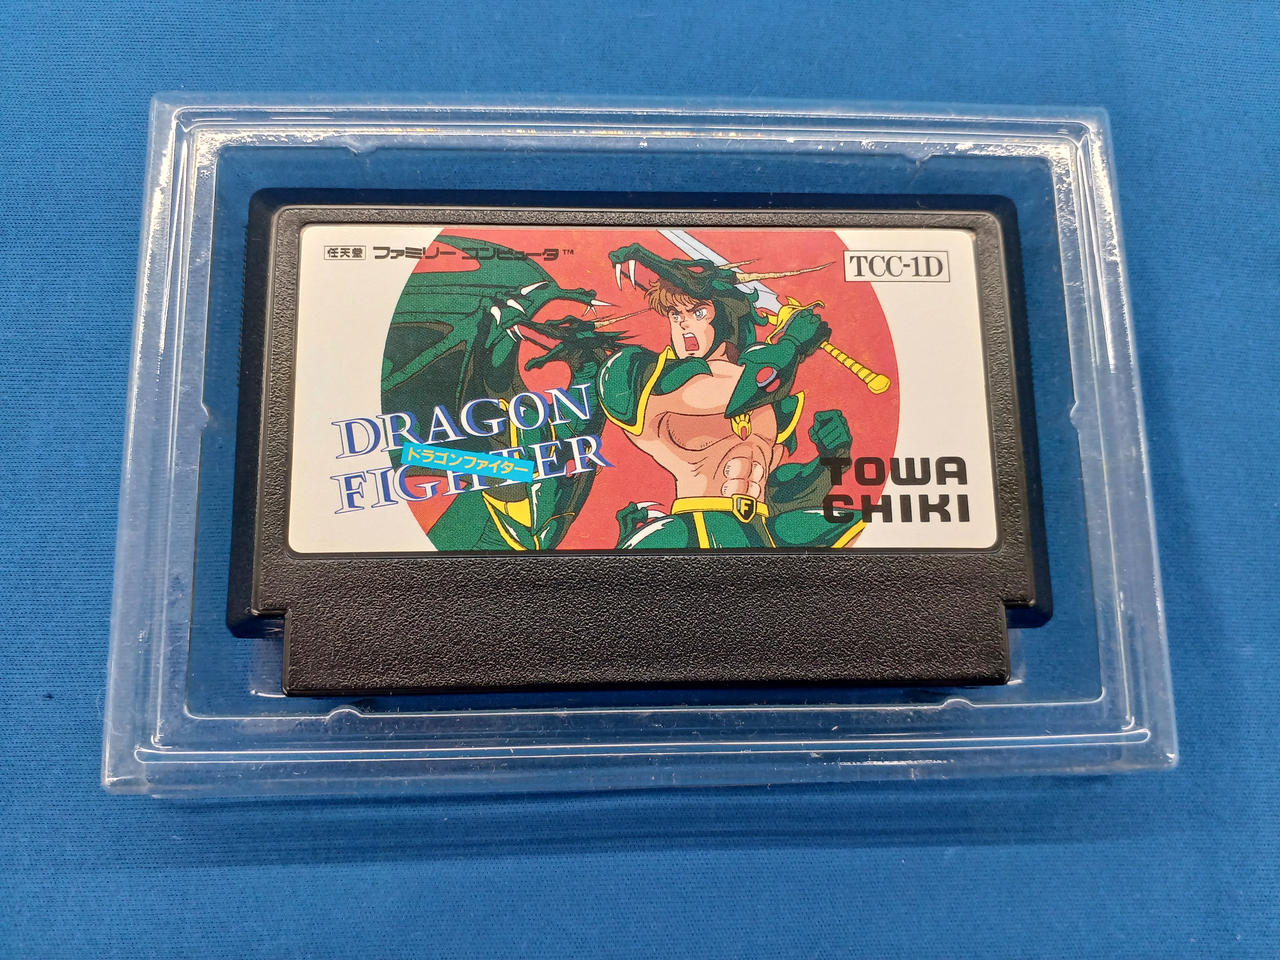 任天堂 ファミリー コンピュータ™
TCC-1D
DRAGON
ドラゴンファイター
FIGHTER
TOWA
CHIKI
F